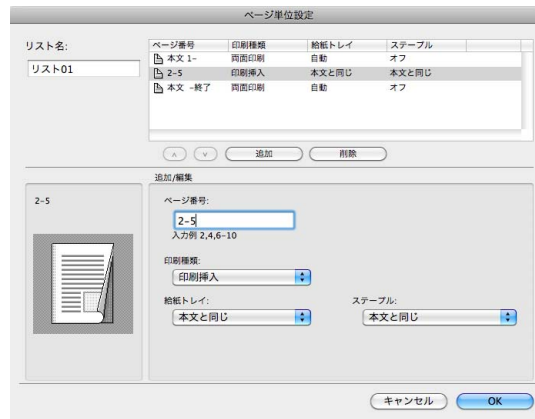 ページ単位設定
リスト名:
リスト01
ページ番号 印刷種類 給紙トレイ ステープル
本文 1- 両面印刷 自動 オフ
2-5 印刷挿入 本文と同じ 本文と同じ
本文 -終了 両面印刷 自動 オフ
追加 削除
追加/編集
2-5
ページ番号:
2-5
入力例 2,4,6-10
印刷種類:
印刷挿入
給紙トレイ: ステープル:
本文と同じ 本文と同じ
キャンセル OK